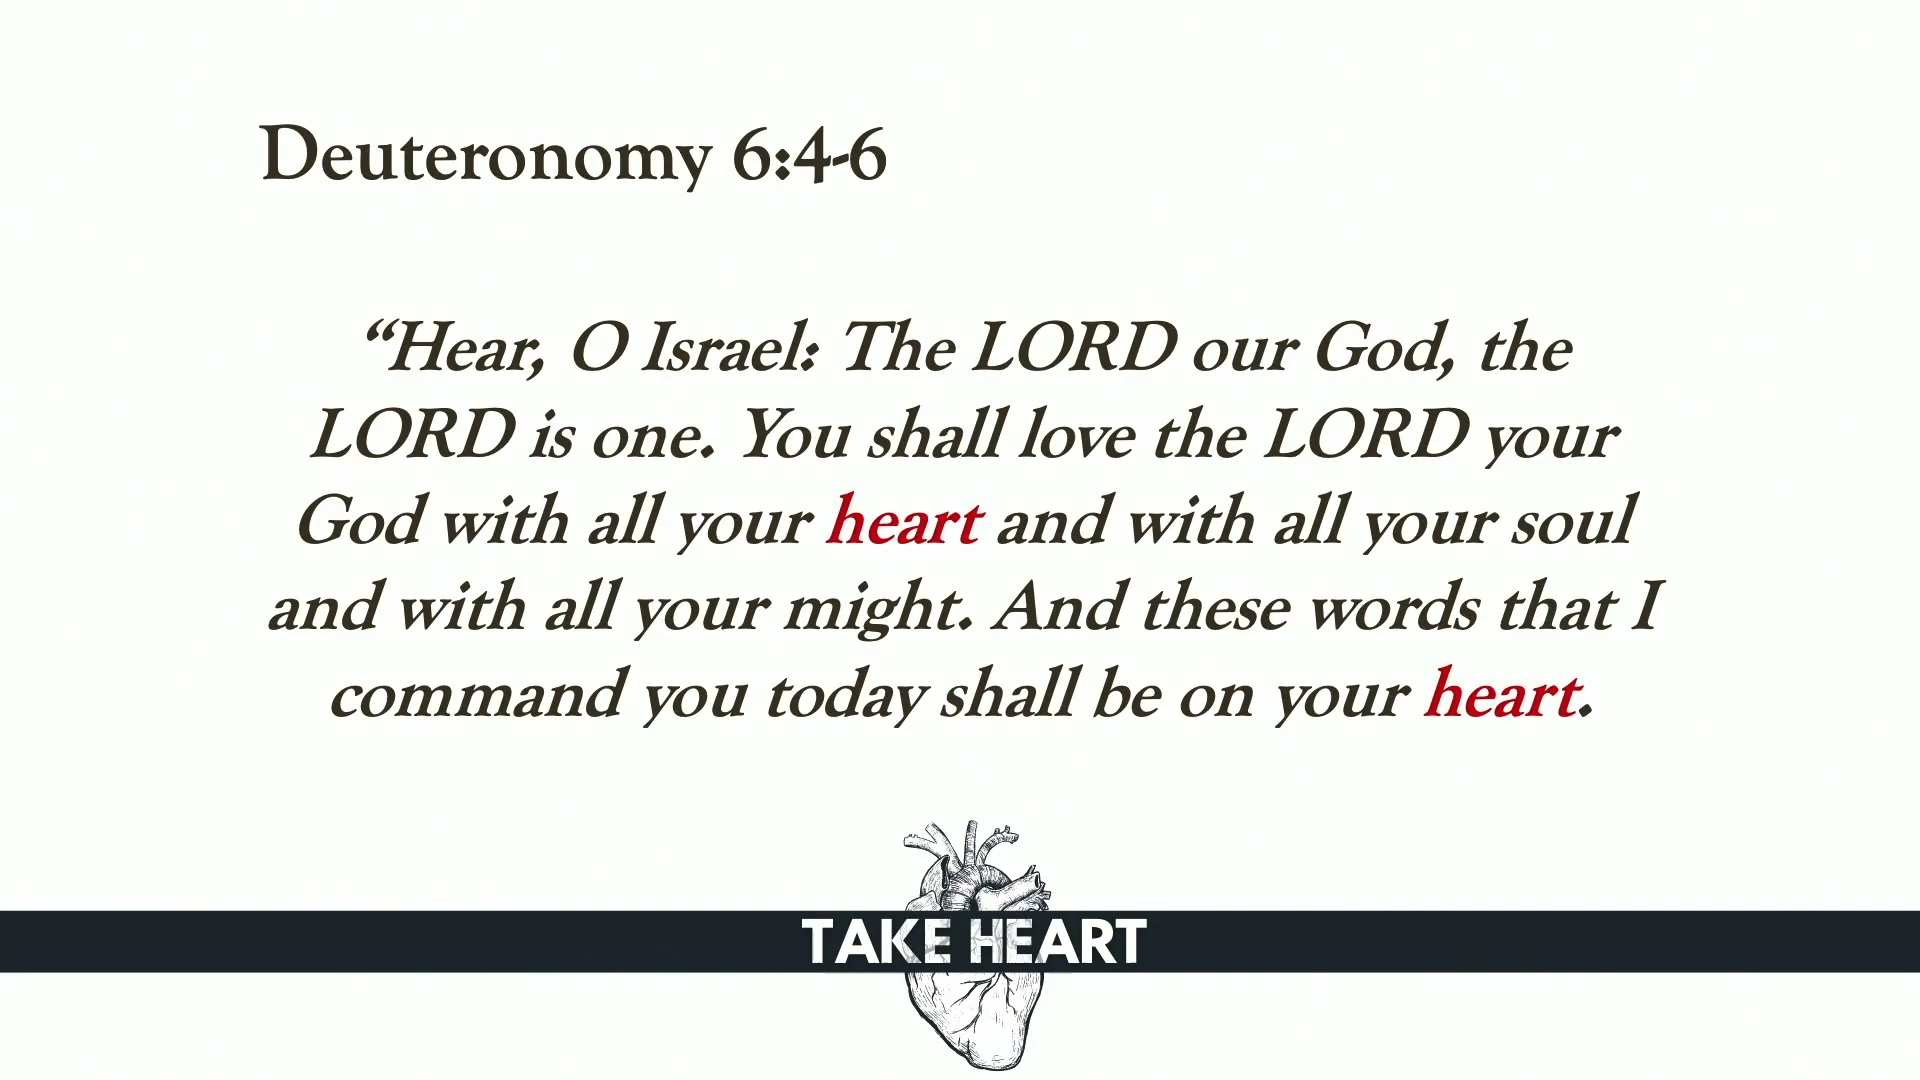 Deuteronomy 6:4-6
“Hear, O Israel: The LORD our God, the
LORD is one. You shall love the LORD your
God with all your heart and with all your soul
and with all your might. And these words that I
command you today shall be on your heart.
TAKE HEART